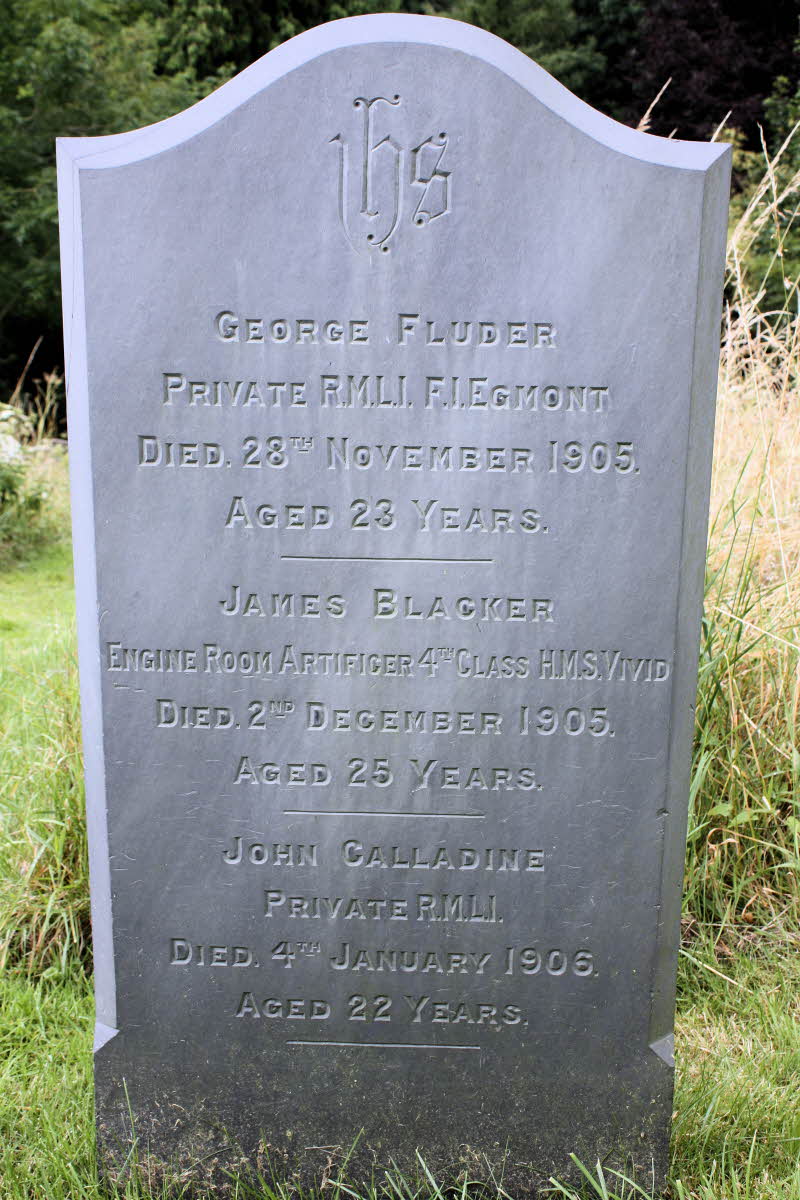 IHS
GEORGE FLUDER
PRIVATE R.M.L.I. F.I.EGMONT
DIED. 28TH NOVEMBER 1905.
AGED 23 YEARS.
JAMES BLACKER
ENGINE ROOM ARTIFICER 4TH CLASS H.M.S.VIVID
DIED. 2ND DECEMBER 1905.
AGED 25 YEARS.
JOHN CALLADINE
PRIVATE R.M.L.I.
DIED. 4TH JANUARY 1906.
AGED 22 YEARS.